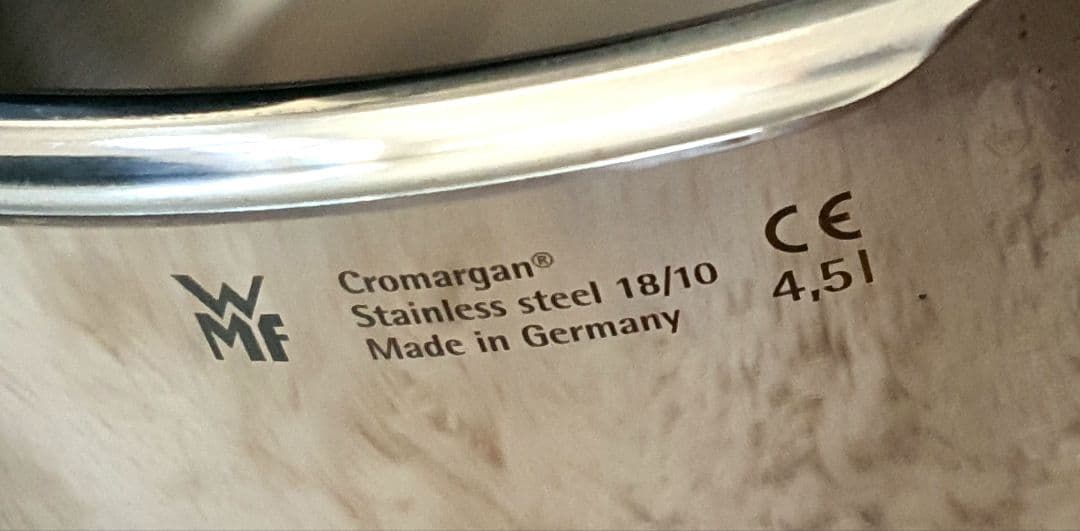 WMF
Cromargan®
Stainless steel 18/10
Made in Germany
CE
4,5l